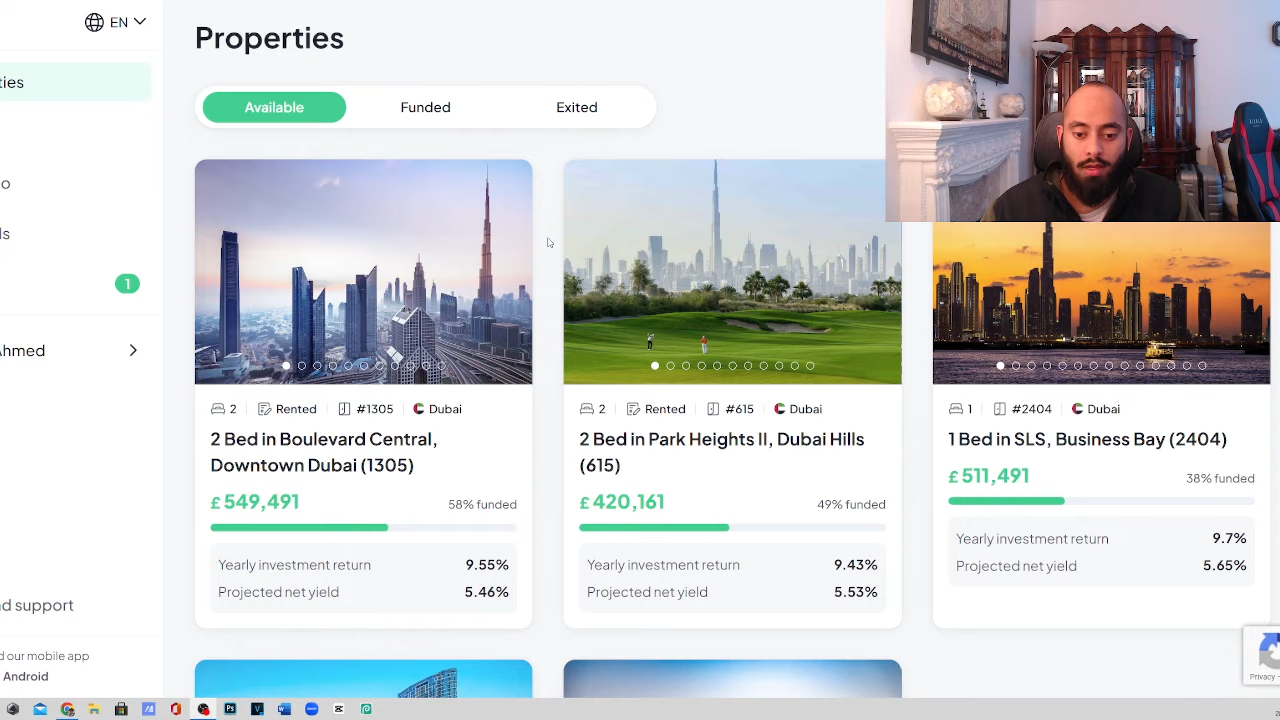 EN
ties
o
ls
1
Ahmed
nd support
d our mobile app
Android
Properties
Available
Funded
Exited
2 Rented #1305 Dubai
2 Bed in Boulevard Central,
Downtown Dubai (1305)
£ 549,491
58% funded
Yearly investment return 9.55%
Projected net yield 5.46%
2 Rented #615 Dubai
2 Bed in Park Heights II, Dubai Hills
(615)
£ 420,161
49% funded
Yearly investment return 9.43%
Projected net yield 5.53%
1 #2404 Dubai
1 Bed in SLS, Business Bay (2404)
£ 511,491
38% funded
Yearly investment return 9.7%
Projected net yield 5.65%
Privacy -